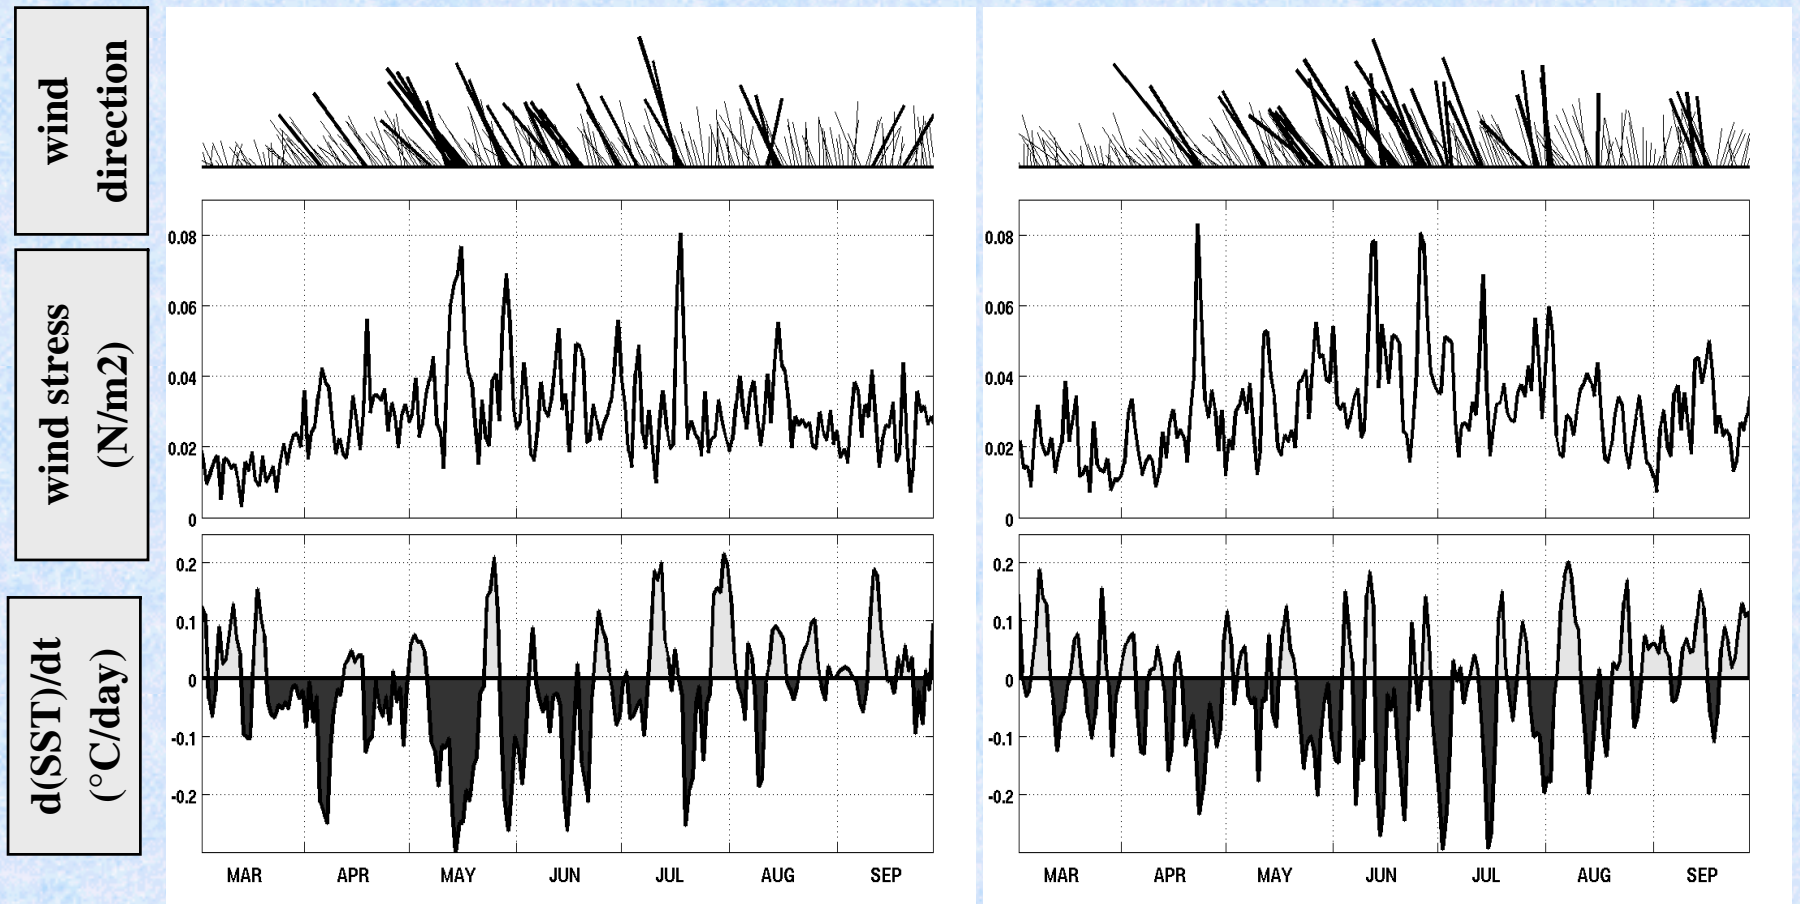 wind
direction
wind stress
(N/m2)
d(SST)/dt
(°C/day)
0.08
0.06
0.04
0.02
0
0.2
0.1
0
-0.1
-0.2
MAR APR MAY JUN JUL AUG SEP
0.08
0.06
0.04
0.02
0
0.2
0.1
0
-0.1
-0.2
MAR APR MAY JUN JUL AUG SEP